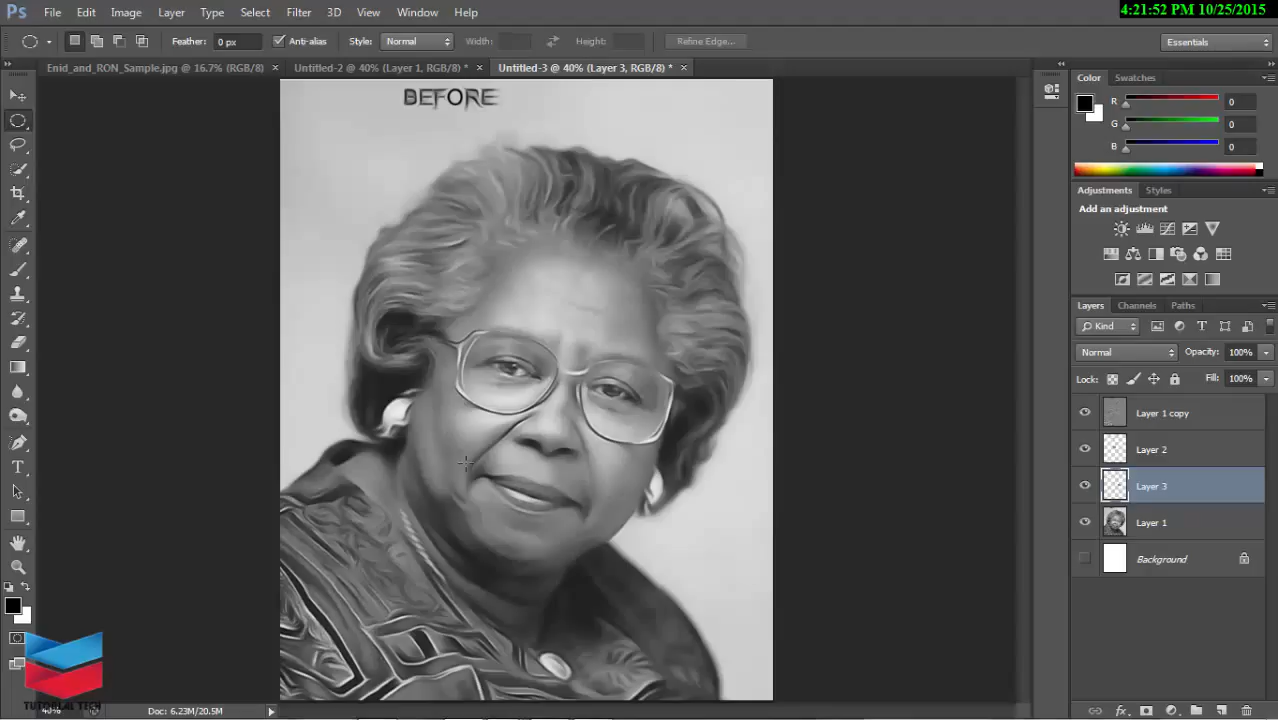 4:21:52 PM 10/25/2015
Ps File Edit Image Layer Type Select Filter 3D View Window Help
Feather: 0 px Anti-alias Style: Normal Width: Height: Refine Edge... Essentials
Enid_and_RON_Sample.jpg @ 16.7% (RGB/8) × Untitled-2 @ 40% (Layer 1, RGB/8) * × Untitled-3 @ 40% (Layer 3, RGB/8) * ×
BEFORE
Color Swatches
R 0
G 0
B 0
Adjustments Styles
Add an adjustment
Layers Channels Paths
Kind
Normal Opacity: 100%
Lock: Fill: 100%
Layer 1 copy
Layer 2
Layer 3
Layer 1
Background
TUTORIAL TECH
40% Doc: 6.23M/20.5M